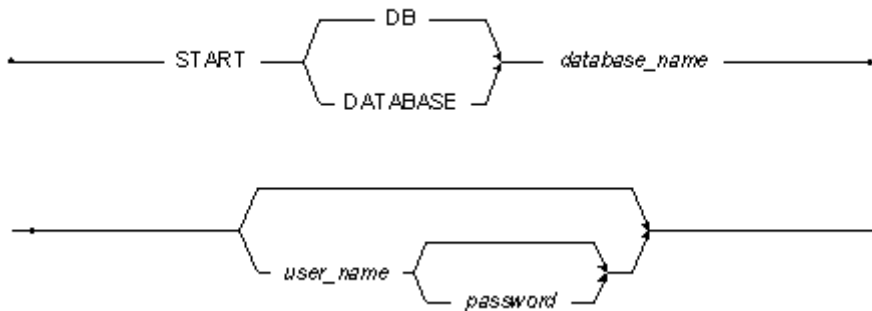 DB
START database_name
DATABASE
user_name
password